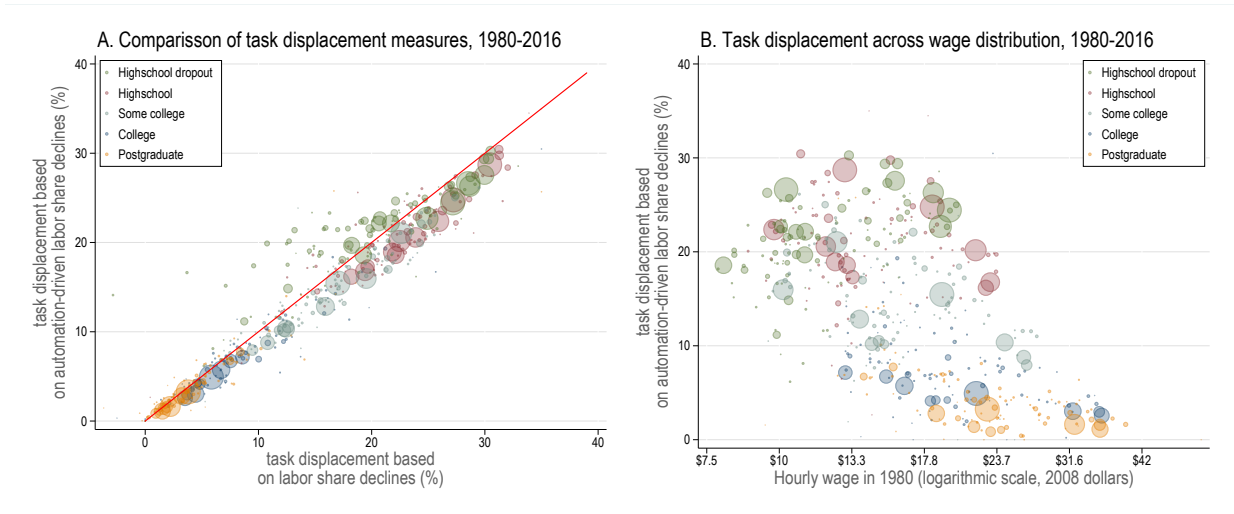 A. Comparisson of task displacement measures, 1980-2016
task displacement based
on automation-driven labor share declines (%)
40
30
20
10
0
Highschool dropout
Highschool
Some college
College
Postgraduate
0
10
20
30
40
task displacement based
on labor share declines (%)
B. Task displacement across wage distribution, 1980-2016
task displacement based
on automation-driven labor share declines (%)
40
30
20
10
0
Highschool dropout
Highschool
Some college
College
Postgraduate
$7.5
$10
$13.3
$17.8
$23.7
$31.6
$42
Hourly wage in 1980 (logarithmic scale, 2008 dollars)